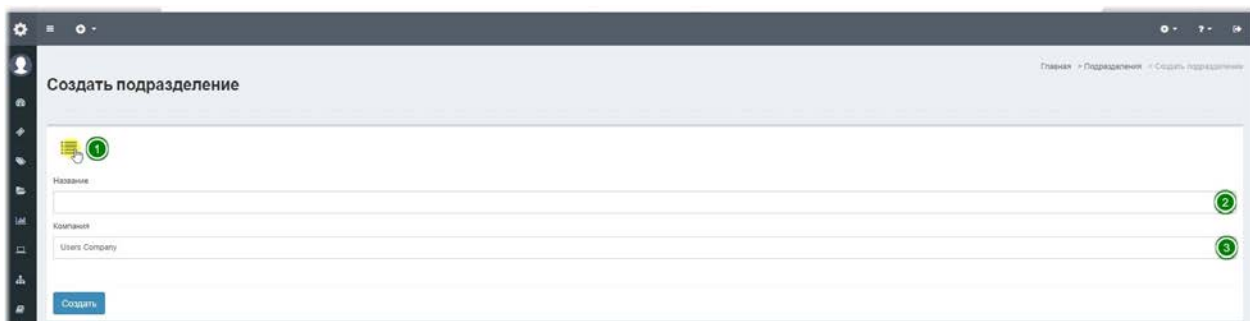 Главная > Подразделения > Создать подразделение
Создать подразделение
1
Название
2
Компания
Users Company
3
Создать